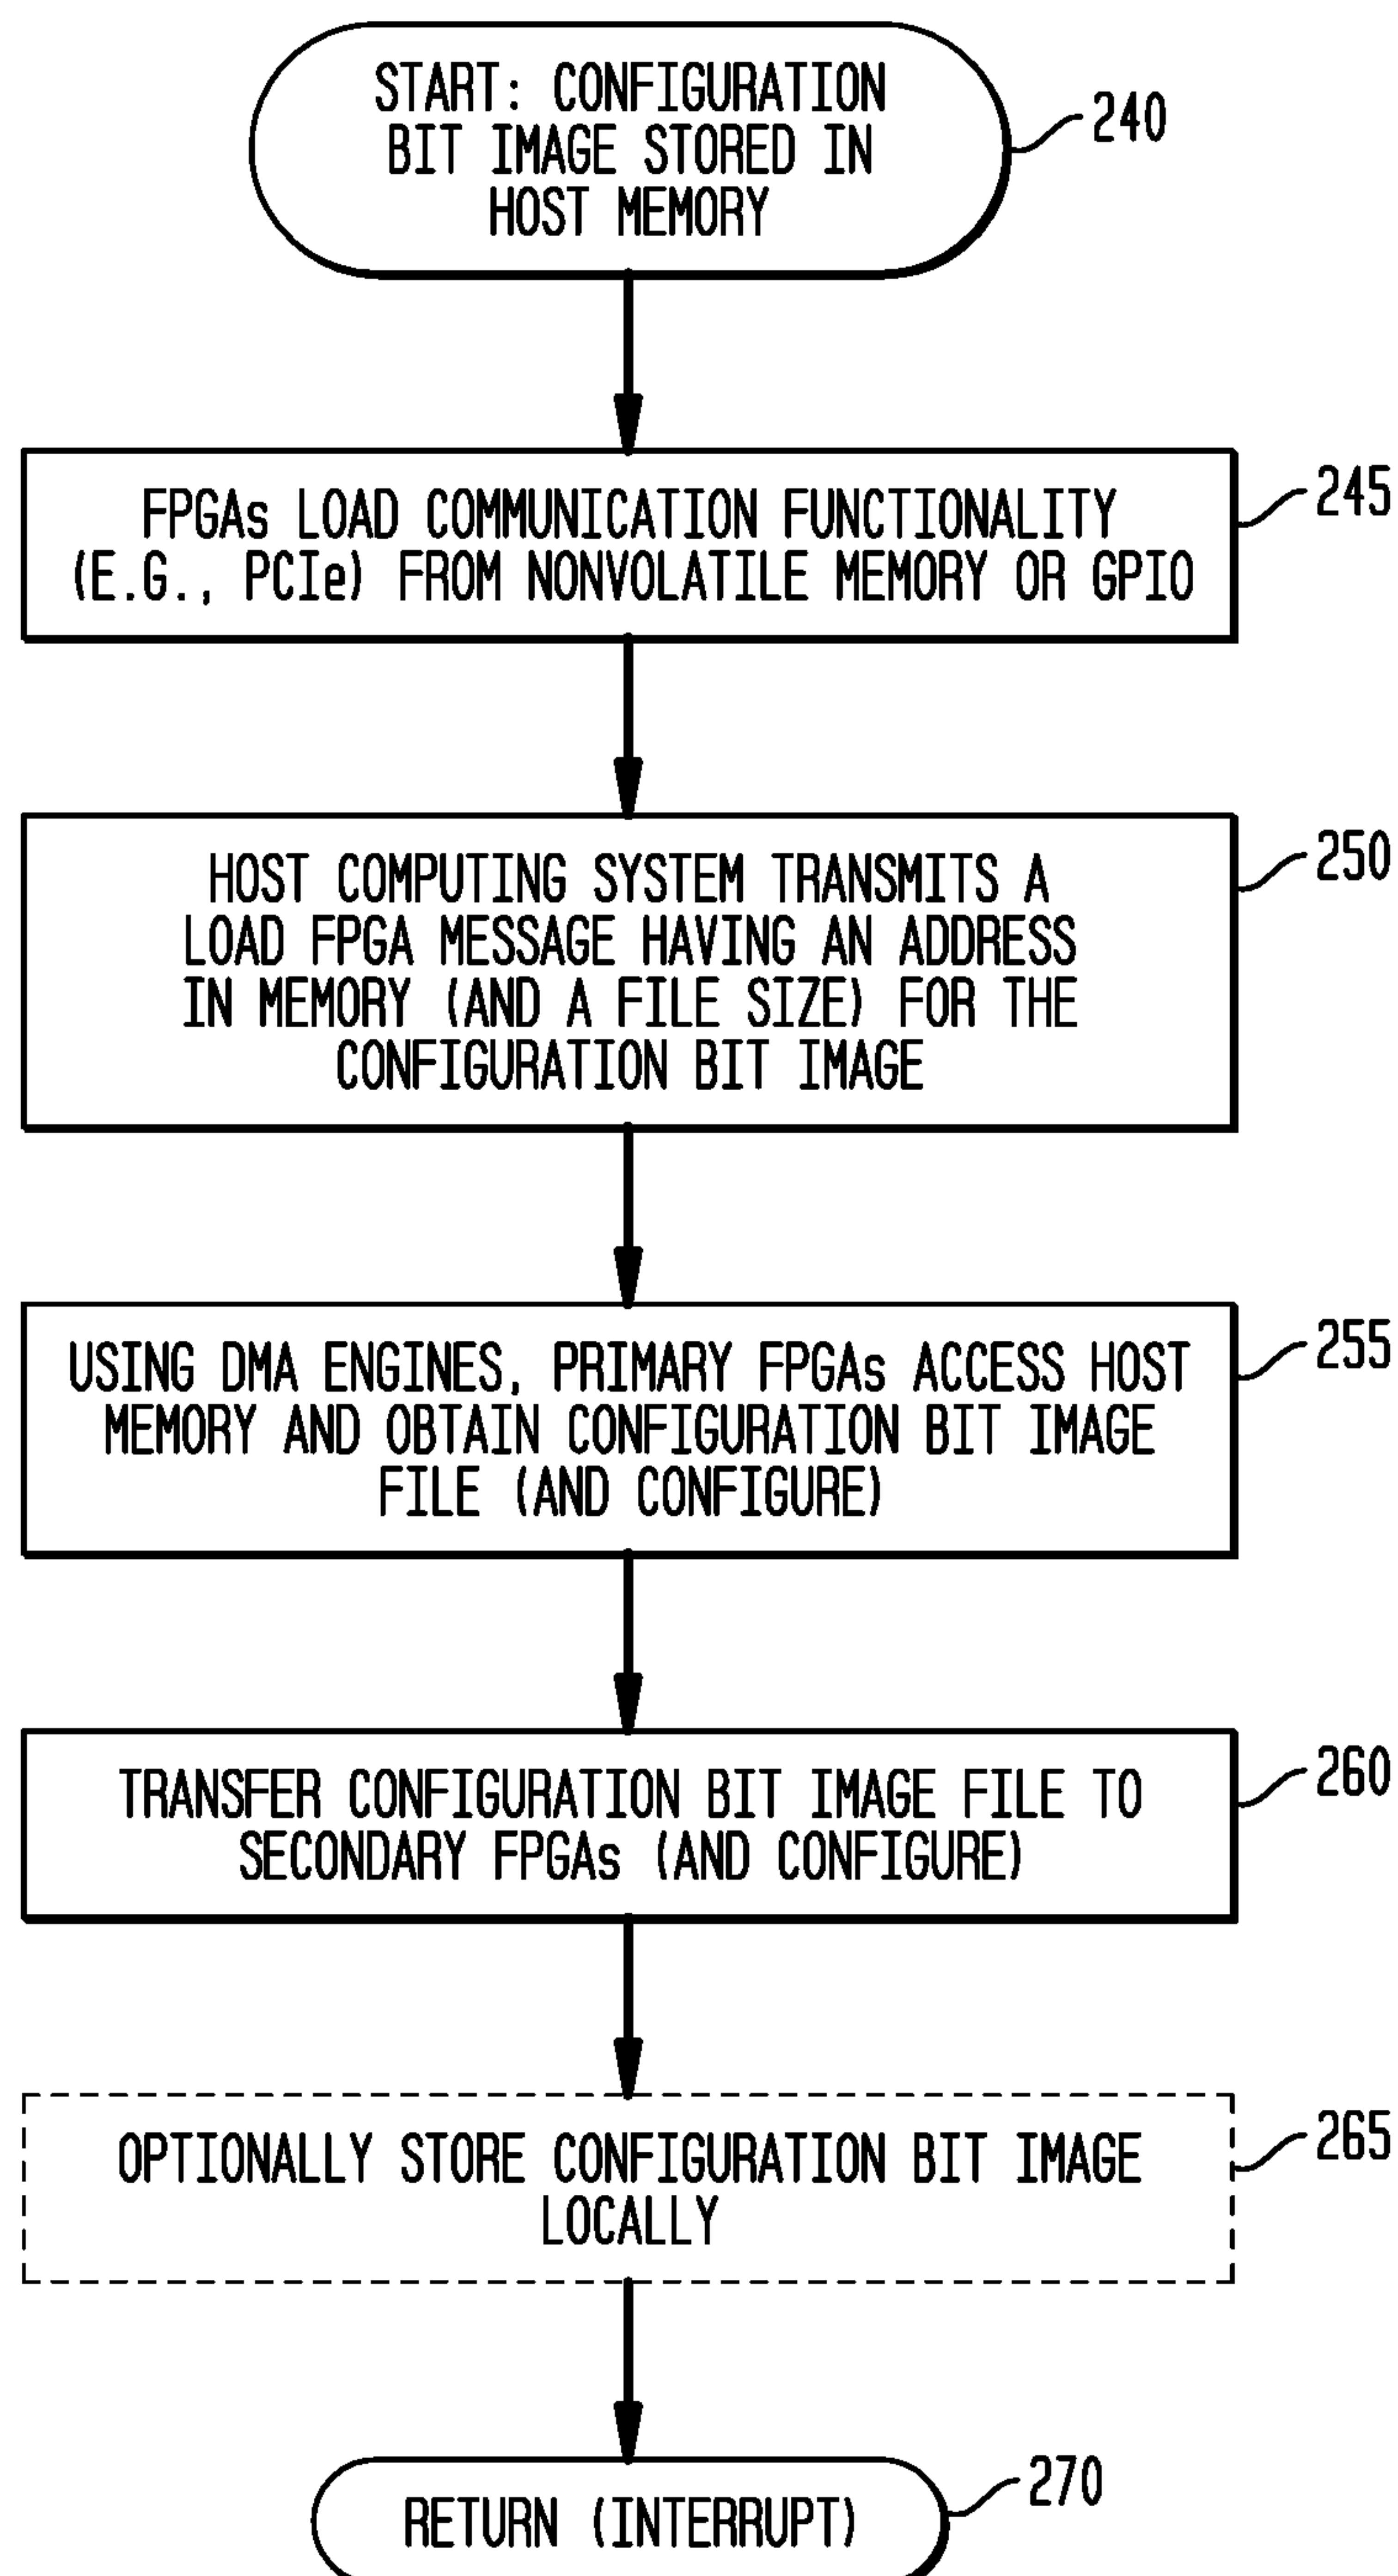 START: CONFIGURATION
BIT IMAGE STORED IN
HOST MEMORY
240
FPGAs LOAD COMMUNICATION FUNCTIONALITY
(E.G., PCIe) FROM NONVOLATILE MEMORY OR GPIO
245
HOST COMPUTING SYSTEM TRANSMITS A
LOAD FPGA MESSAGE HAVING AN ADDRESS
IN MEMORY (AND A FILE SIZE) FOR THE
CONFIGURATION BIT IMAGE
250
USING DMA ENGINES, PRIMARY FPGAs ACCESS HOST
MEMORY AND OBTAIN CONFIGURATION BIT IMAGE
FILE (AND CONFIGURE)
255
TRANSFER CONFIGURATION BIT IMAGE FILE TO
SECONDARY FPGAs (AND CONFIGURE)
260
OPTIONALLY STORE CONFIGURATION BIT IMAGE
LOCALLY
265
RETURN (INTERRUPT)
270